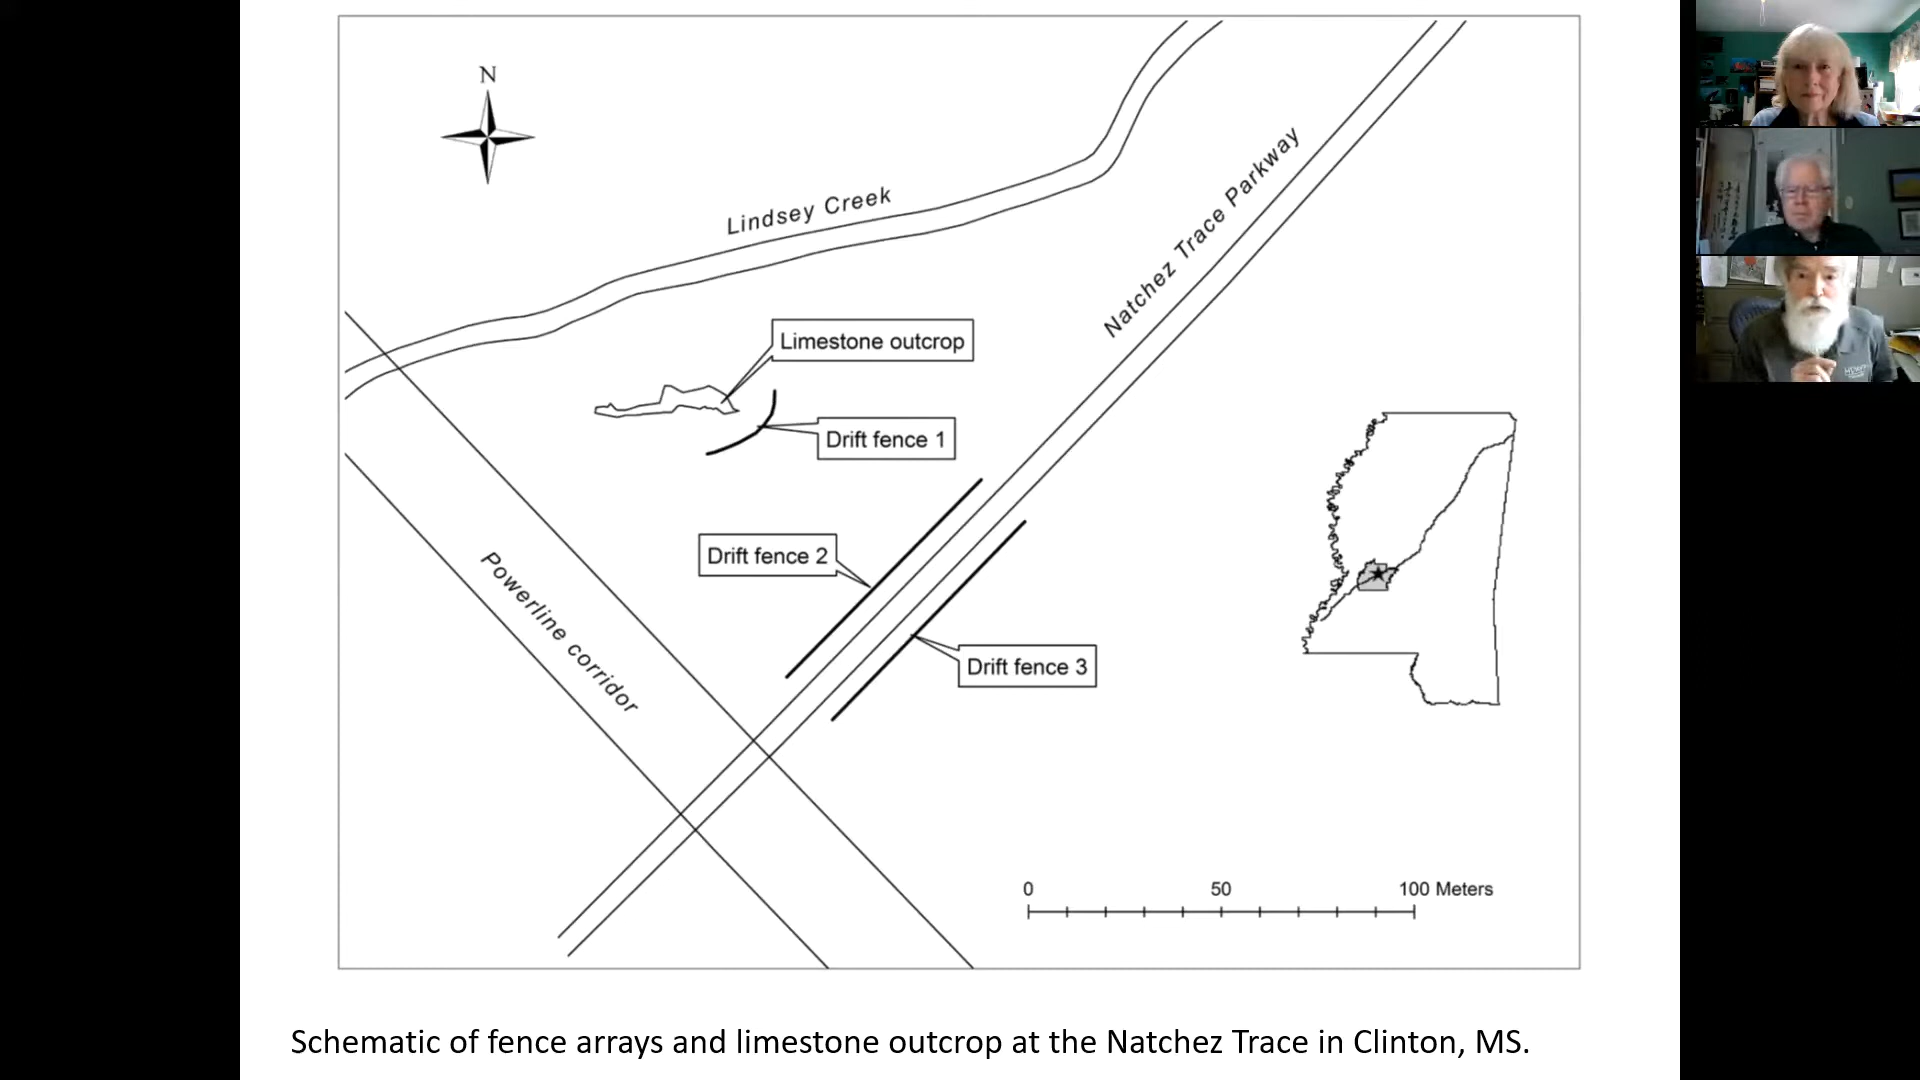 N
Lindsey Creek
Natchez Trace Parkway
Limestone outcrop
Drift fence 1
Drift fence 2
Drift fence 3
Powerline corridor
0 50 100 Meters
Schematic of fence arrays and limestone outcrop at the Natchez Trace in Clinton, MS.